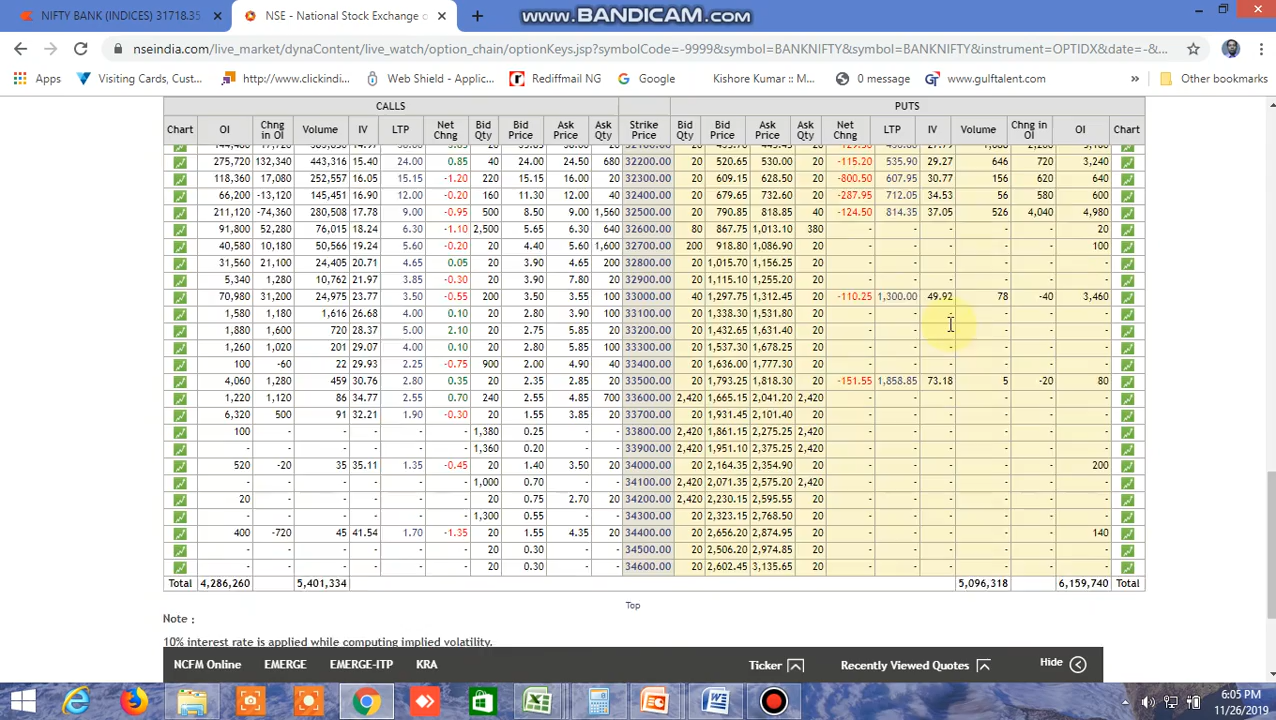 NIFTY BANK (INDICES) 31718.35
NSE - National Stock Exchange o
www.BANDICAM.com
nseindia.com/live_market/dynaContent/live_watch/option_chain/optionKeys.jsp?symbolCode=-9999&symbol=BANKNIFTY&symbol=BANKNIFTY&instrument=OPTIDX&date=-&...
Apps Visiting Cards, Cust... http://www.clickindi... Web Shield - Applic... Rediffmail NG Google Kishore Kumar :: M... 0 message www.gulftalent.com » Other bookmarks
CALLS PUTS
Chart OI Chng in OI Volume IV LTP Net Chng Bid Qty Bid Price Ask Price Ask Qty Strike Price Bid Qty Bid Price Ask Price Ask Qty Net Chng LTP IV Volume Chng in OI OI Chart
275,720 132,340 443,316 15.40 24.00 0.85 40 24.00 24.50 680 32200.00 20 520.65 530.00 20 -115.20 535.90 29.27 646 720 3,240
118,360 17,080 252,557 16.05 15.15 -1.20 220 15.15 16.00 20 32300.00 20 609.15 628.50 20 -800.50 607.95 30.77 156 620 640
66,200 -13,120 145,451 16.90 12.00 -0.20 160 11.30 12.00 40 32400.00 20 679.65 732.60 20 -287.95 712.05 34.53 56 580 600
211,120 -74,360 280,508 17.78 9.00 -0.95 500 8.50 9.00 1,560 32500.00 20 790.85 818.85 40 -124.50 814.35 37.05 526 4,040 4,980
91,800 52,280 76,015 18.24 6.30 -1.10 2,500 5.65 6.30 640 32600.00 80 867.75 1,013.10 380 - - - - - 20
40,580 10,180 50,566 19.24 5.60 -0.20 20 4.40 5.60 1,600 32700.00 200 918.80 1,086.90 20 - - - - - 100
31,560 21,100 24,405 20.71 4.65 0.05 20 3.90 4.65 200 32800.00 20 1,015.70 1,156.25 20 - - - - - -
5,340 1,280 10,762 21.97 3.85 -0.30 20 3.90 7.80 20 32900.00 20 1,115.10 1,255.20 20 - - - - - -
70,980 31,200 24,975 23.77 3.50 -0.55 200 3.50 3.55 100 33000.00 40 1,297.75 1,312.45 20 -110.25 1,300.00 49.92 78 -40 3,460
1,580 1,180 1,616 26.68 4.00 0.10 20 2.80 3.90 100 33100.00 20 1,338.30 1,531.80 20 - - - - - -
1,880 1,600 720 28.37 5.00 2.10 20 2.75 5.85 20 33200.00 20 1,432.65 1,631.40 20 - - - - - -
1,260 1,020 201 29.07 4.00 0.10 20 2.80 5.85 100 33300.00 20 1,537.30 1,678.25 20 - - - - - -
100 -60 22 29.93 2.25 -0.75 900 2.00 4.90 40 33400.00 20 1,636.00 1,777.30 20 - - - - - -
4,060 1,280 459 30.76 2.80 0.35 20 2.35 2.85 20 33500.00 20 1,793.25 1,818.30 20 -151.55 1,858.85 73.18 5 -20 80
1,220 1,120 86 34.77 2.55 0.70 240 2.55 4.85 700 33600.00 2,420 1,665.15 2,041.20 2,420 - - - - - -
6,320 500 91 32.21 1.90 -0.30 20 1.55 3.85 20 33700.00 20 1,931.45 2,101.40 20 - - - - - -
100 - - - - - 1,380 0.25 - - 33800.00 2,420 1,861.15 2,275.25 2,420 - - - - - -
- - - - - - 1,360 0.20 - - 33900.00 2,420 1,951.10 2,375.25 2,420 - - - - - -
520 -20 35 35.11 1.35 -0.45 20 1.40 3.50 20 34000.00 20 2,164.35 2,354.90 20 - - - - - 200
- - - - - - 1,000 0.70 - - 34100.00 2,420 2,071.35 2,575.20 2,420 - - - - - -
20 - - - - - 20 0.75 2.70 20 34200.00 2,420 2,230.15 2,595.55 20 - - - - - -
- - - - - - 1,300 0.55 - - 34300.00 20 2,323.15 2,768.50 20 - - - - - -
400 -720 45 41.54 1.70 -1.35 20 1.55 4.35 20 34400.00 20 2,656.20 2,874.95 20 - - - - - 140
- - - - - - 20 0.30 - - 34500.00 20 2,506.20 2,974.85 20 - - - - - -
- - - - - - 20 0.30 - - 34600.00 20 2,602.45 3,135.65 20 - - - - - -
Total 4,286,260 5,401,334 5,096,318 6,159,740 Total
Top
Note :
10% interest rate is applied while computing implied volatility.
NCFM Online EMERGE EMERGE-ITP KRA Ticker Recently Viewed Quotes Hide
6:05 PM
11/26/2019